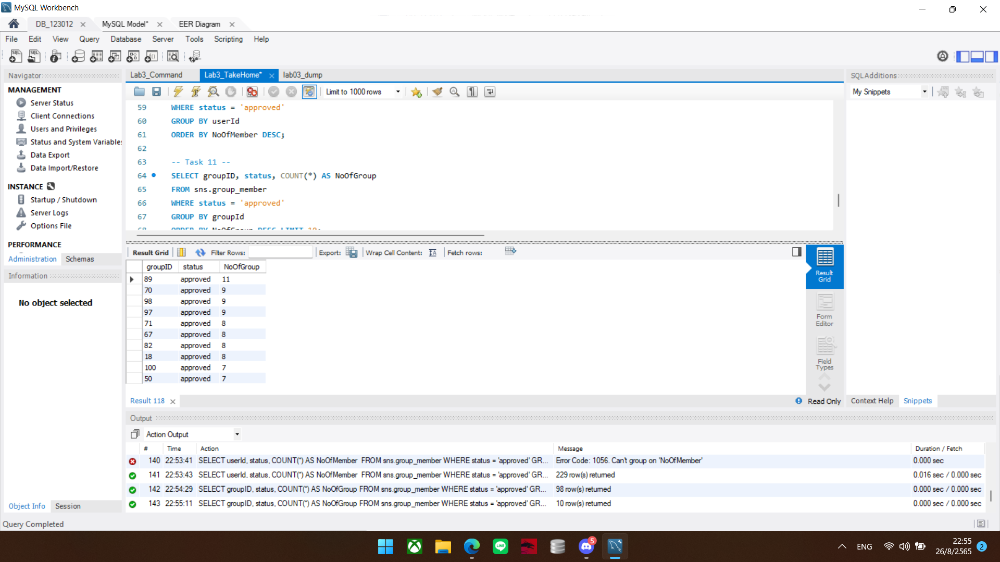 MySQL Workbench
DB_123012
MySQL Model*
EER Diagram
File Edit View Query Database Server Tools Scripting Help
Navigator
MANAGEMENT
Server Status
Client Connections
Users and Privileges
Status and System Variable
Data Export
Data Import/Restore
INSTANCE
Startup / Shutdown
Server Logs
Options File
PERFORMANCE
Administration Schemas
Information
No object selected
Object Info Session
Lab3_Command Lab3_TakeHome* lab03_dump
Limit to 1000 rows
59 WHERE status = 'approved'
60 GROUP BY userId
61 ORDER BY NoOfMember DESC;
62
63 -- Task 11 --
64 SELECT groupID, status, COUNT(*) AS NoOfGroup
65 FROM sns.group_member
66 WHERE status = 'approved'
67 GROUP BY groupId
68 ORDER BY NoOfGroup DESC LIMIT 10;
Result Grid Filter Rows: Export: Wrap Cell Content: IA Fetch rows:
groupID status NoOfGroup
89 approved 11
70 approved 9
98 approved 9
97 approved 9
71 approved 8
67 approved 8
82 approved 8
18 approved 8
100 approved 7
50 approved 7
Result Grid
Form Editor
Field Types
Result 118
Read Only
SQLAdditions
My Snippets
Context Help Snippets
Output
Action Output
# Time Action Message Duration / Fetch
140 22:53:41 SELECT userId, status, COUNT(*) AS NoOfMember FROM sns.group_member WHERE status = 'approved' GR... Error Code: 1056. Can't group on 'NoOfMember' 0.000 sec
141 22:53:43 SELECT userId, status, COUNT(*) AS NoOfMember FROM sns.group_member WHERE status = 'approved' GR... 229 row(s) returned 0.016 sec / 0.000 sec
142 22:54:29 SELECT groupID, status, COUNT(*) AS NoOfGroup FROM sns.group_member WHERE status = 'approved' GR... 98 row(s) returned 0.000 sec / 0.000 sec
143 22:55:11 SELECT groupID, status, COUNT(*) AS NoOfGroup FROM sns.group_member WHERE status = 'approved' GR... 10 row(s) returned 0.000 sec / 0.000 sec
Query Completed
LINE
5
ENG
22:55
26/8/2565
2